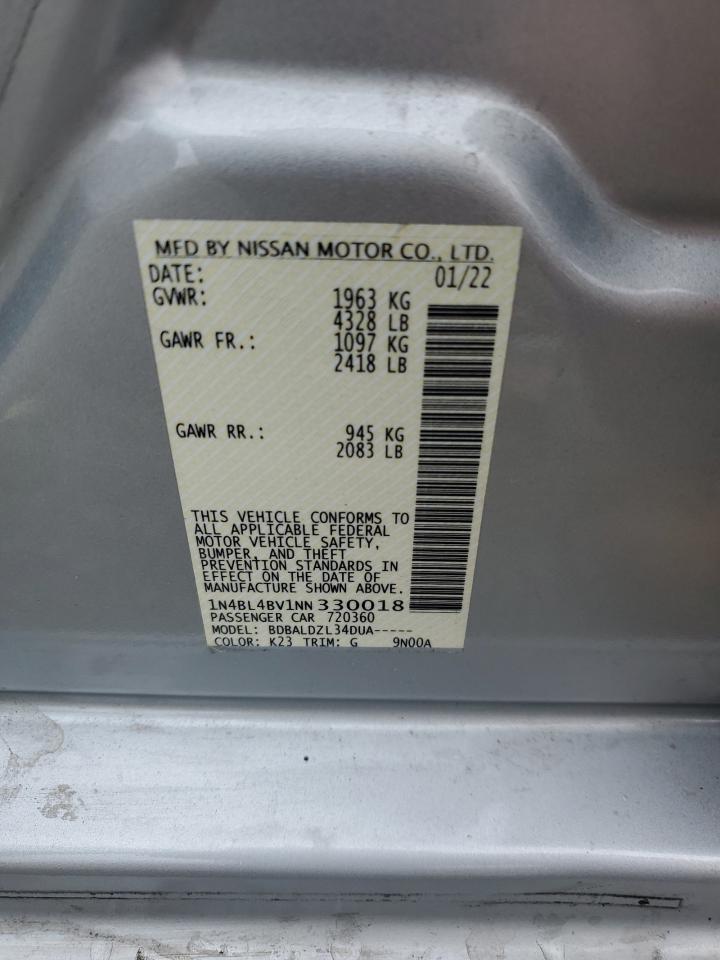 MFD BY NISSAN MOTOR CO., LTD.
DATE: 01/22
GVWR: 1963 KG
4328 LB
GAWR FR.: 1097 KG
2418 LB
GAWR RR.: 945 KG
2083 LB
THIS VEHICLE CONFORMS TO
ALL APPLICABLE FEDERAL
MOTOR VEHICLE SAFETY,
BUMPER, AND THEFT
PREVENTION STANDARDS IN
EFFECT ON THE DATE OF
MANUFACTURE SHOWN ABOVE.
1N4BL4BV1NN330018
PASSENGER CAR 720360
MODEL: BDBALDZL34DUA-----
COLOR: K23 TRIM: G 9N00A